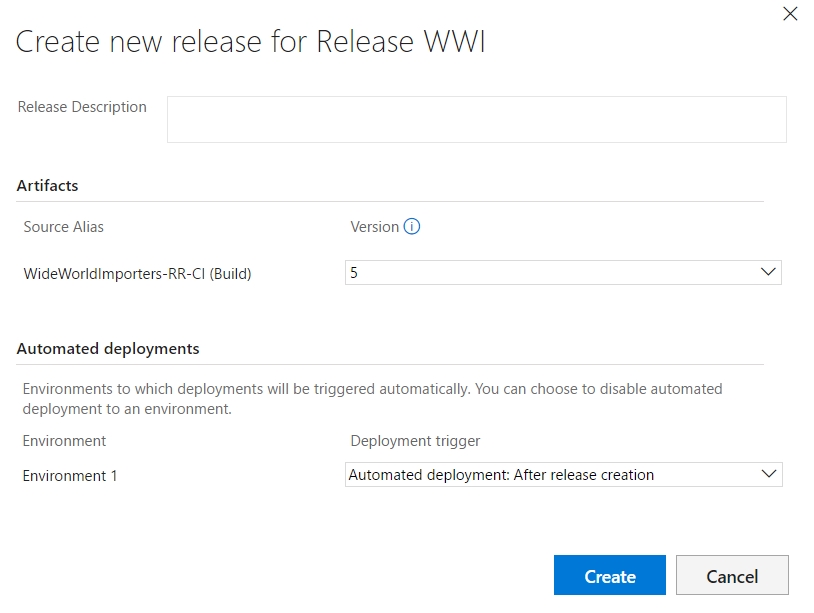 Create new release for Release WWI
Release Description
Artifacts
Source Alias
Version
WideWorldImporters-RR-CI (Build)
5
Automated deployments
Environments to which deployments will be triggered automatically. You can choose to disable automated
deployment to an environment.
Environment
Deployment trigger
Environment 1
Automated deployment: After release creation
Create
Cancel